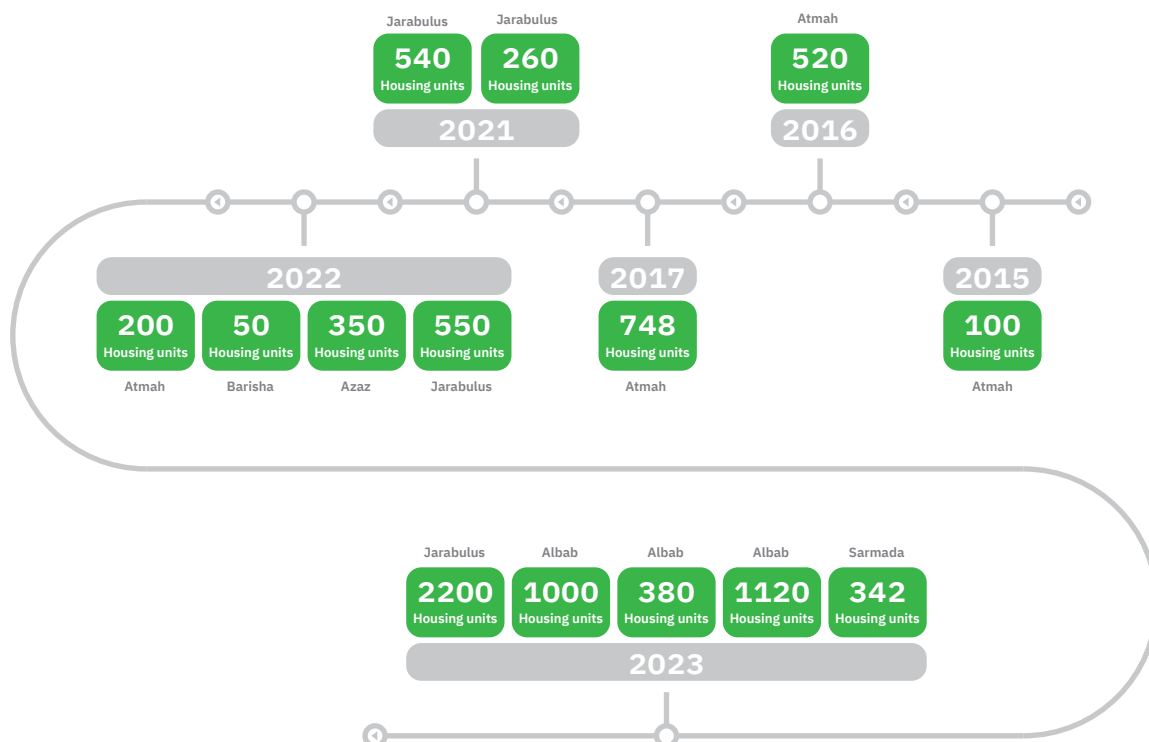 Jarabulus
Jarabulus
Atmah
540
260
520
Housing units
Housing units
Housing units
2021
2016
2022
2017
2015
200
50
350
550
748
100
Housing units
Housing units
Housing units
Housing units
Housing units
Housing units
Atmah
Barisha
Azaz
Jarabulus
Atmah
Atmah
Jarabulus
Albab
Albab
Albab
Sarmada
2200
1000
380
1120
342
Housing units
Housing units
Housing units
Housing units
Housing units
2023